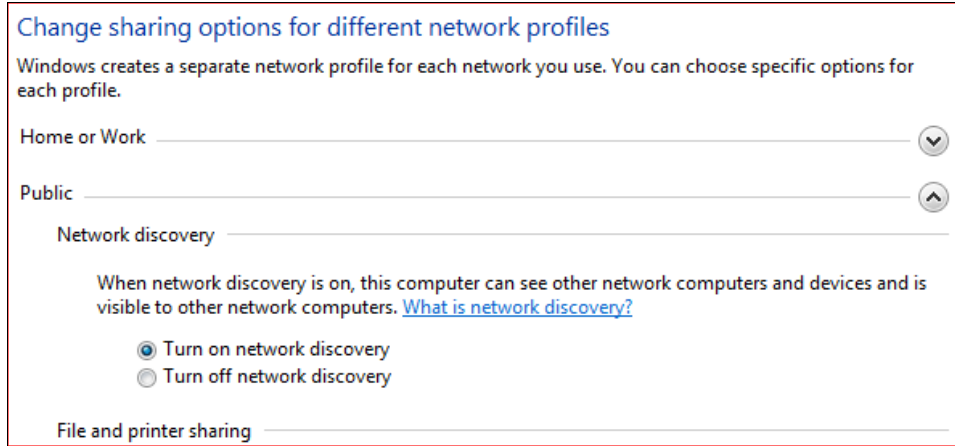 Change sharing options for different network profiles
Windows creates a separate network profile for each network you use. You can choose specific options for
each profile.
Home or Work
Public
Network discovery
When network discovery is on, this computer can see other network computers and devices and is
visible to other network computers. What is network discovery?
Turn on network discovery
Turn off network discovery
File and printer sharing